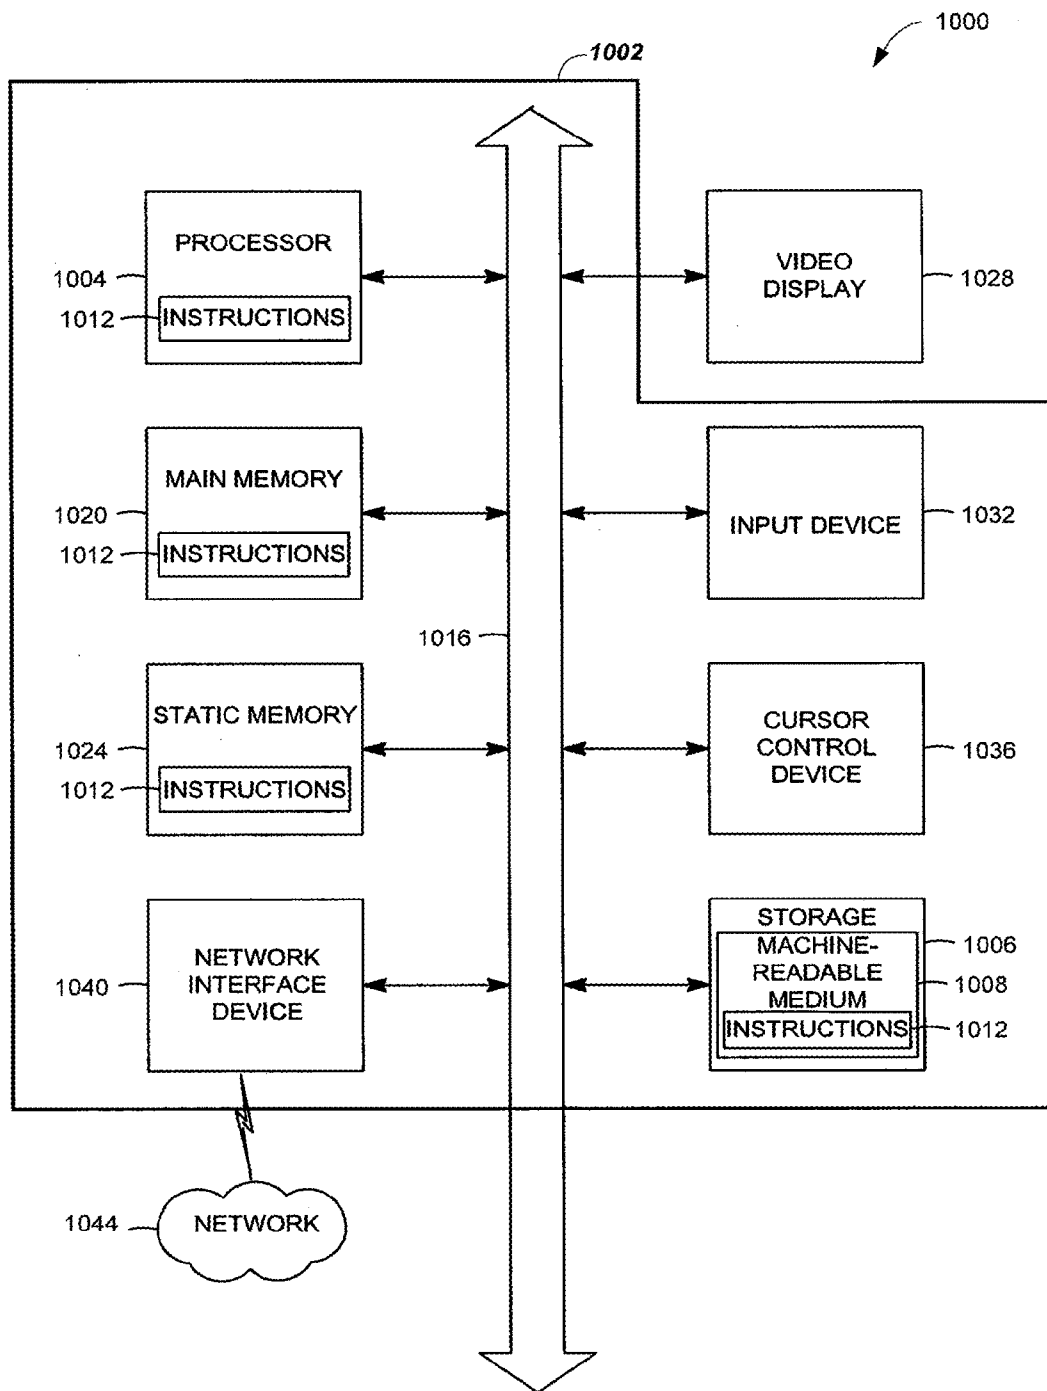 1000
1002
PROCESSOR
1004
1012
INSTRUCTIONS
VIDEO
DISPLAY
1028
MAIN MEMORY
1020
1012
INSTRUCTIONS
INPUT DEVICE
1032
1016
STATIC MEMORY
1024
1012
INSTRUCTIONS
CURSOR
CONTROL
DEVICE
1036
NETWORK
INTERFACE
DEVICE
1040
STORAGE
MACHINE-
READABLE
MEDIUM
INSTRUCTIONS
1006
1008
1012
1044
NETWORK